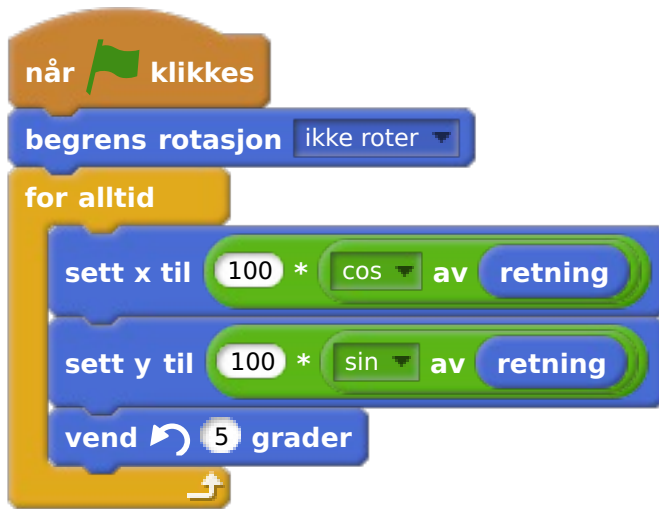 når klikkes
begrens rotasjon ikke roter
for alltid
sett x til 100 * cos av retning
sett y til 100 * sin av retning
vend 5 grader